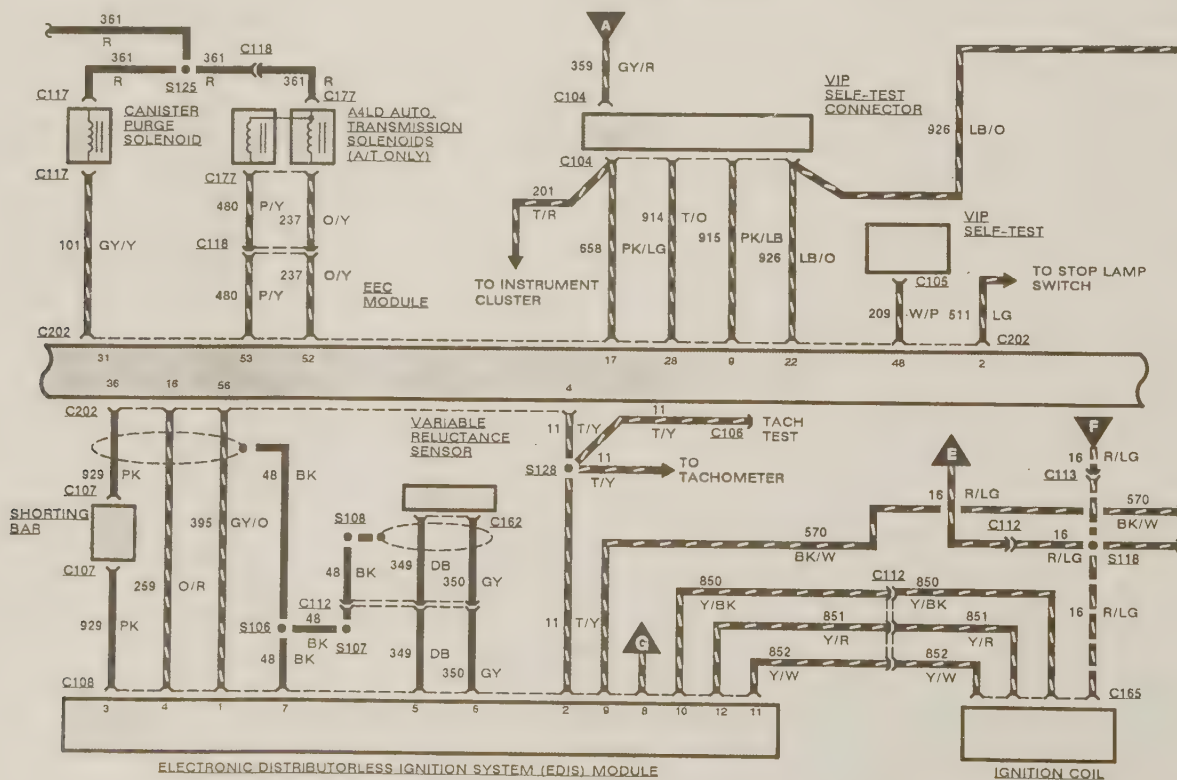 361
R
361
R
361
R
C118
361
R
S125
C117
C177
CANISTER
PURGE
SOLENOID
A4LD AUTO.
TRANSMISSION
SOLENOIDS
(A/T ONLY)
C117
C177
480
P/Y
237
O/Y
101
GY/Y
C118
480
P/Y
237
O/Y
EEC
MODULE
A
359
GY/R
C104
VIP
SELF-TEST
CONNECTOR
926
LB/O
C104
201
T/R
658
PK/LG
914
T/O
915
PK/LB
926
LB/O
TO INSTRUMENT
CLUSTER
VIP
SELF-TEST
C105
209
W/P
511
LG
TO STOP LAMP
SWITCH
C202
C202
31
53
52
17
28
9
22
48
2
36
16
56
4
C202
929
PK
C107
SHORTING
BAR
C107
929
PK
259
O/R
395
GY/O
48
BK
VARIABLE
RELUCTANCE
SENSOR
S108
C162
349
DB
350
GY
48
BK
C112
S106
48
BK
S107
48
BK
349
DB
350
GY
11
T/Y
11
T/Y
C106
TACH
TEST
S128
11
T/Y
TO
TACHOMETER
11
T/Y
E
F
16
R/LG
C113
16
R/LG
570
BK/W
570
BK/W
C112
16
R/LG
S118
G
850
Y/BK
C112
850
Y/BK
851
Y/R
851
Y/R
852
Y/W
852
Y/W
16
R/LG
C108
C165
3
4
1
7
5
6
2
9
8
10
12
11
ELECTRONIC DISTRIBUTORLESS IGNITION SYSTEM (EDIS) MODULE
IGNITION COIL